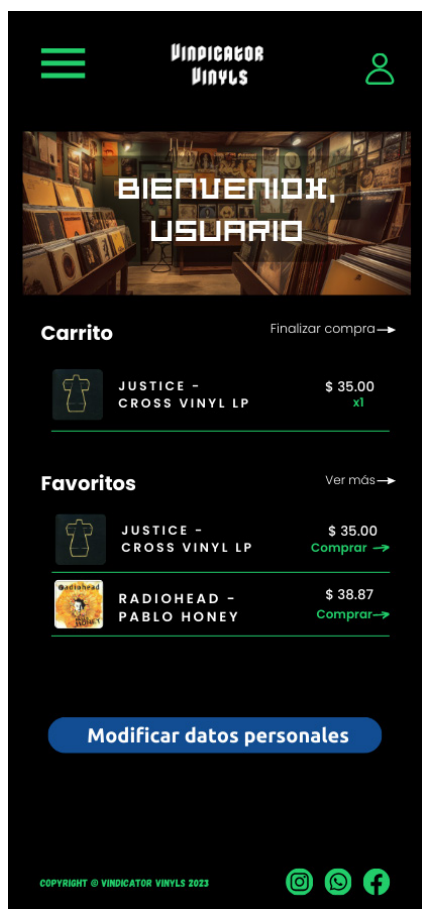 VINDICATOR
VINYLS
BIENVENIDX,
USUARIO
Carrito
Finalizar compra
JUSTICE -
CROSS VINYL LP
$ 35.00
x1
Favoritos
Ver más
JUSTICE -
CROSS VINYL LP
$ 35.00
Comprar
Radiohead
RADIOHEAD -
PABLO HONEY
$ 38.87
Comprar
Modificar datos personales
COPYRIGHT © VINDICATOR VINYLS 2023